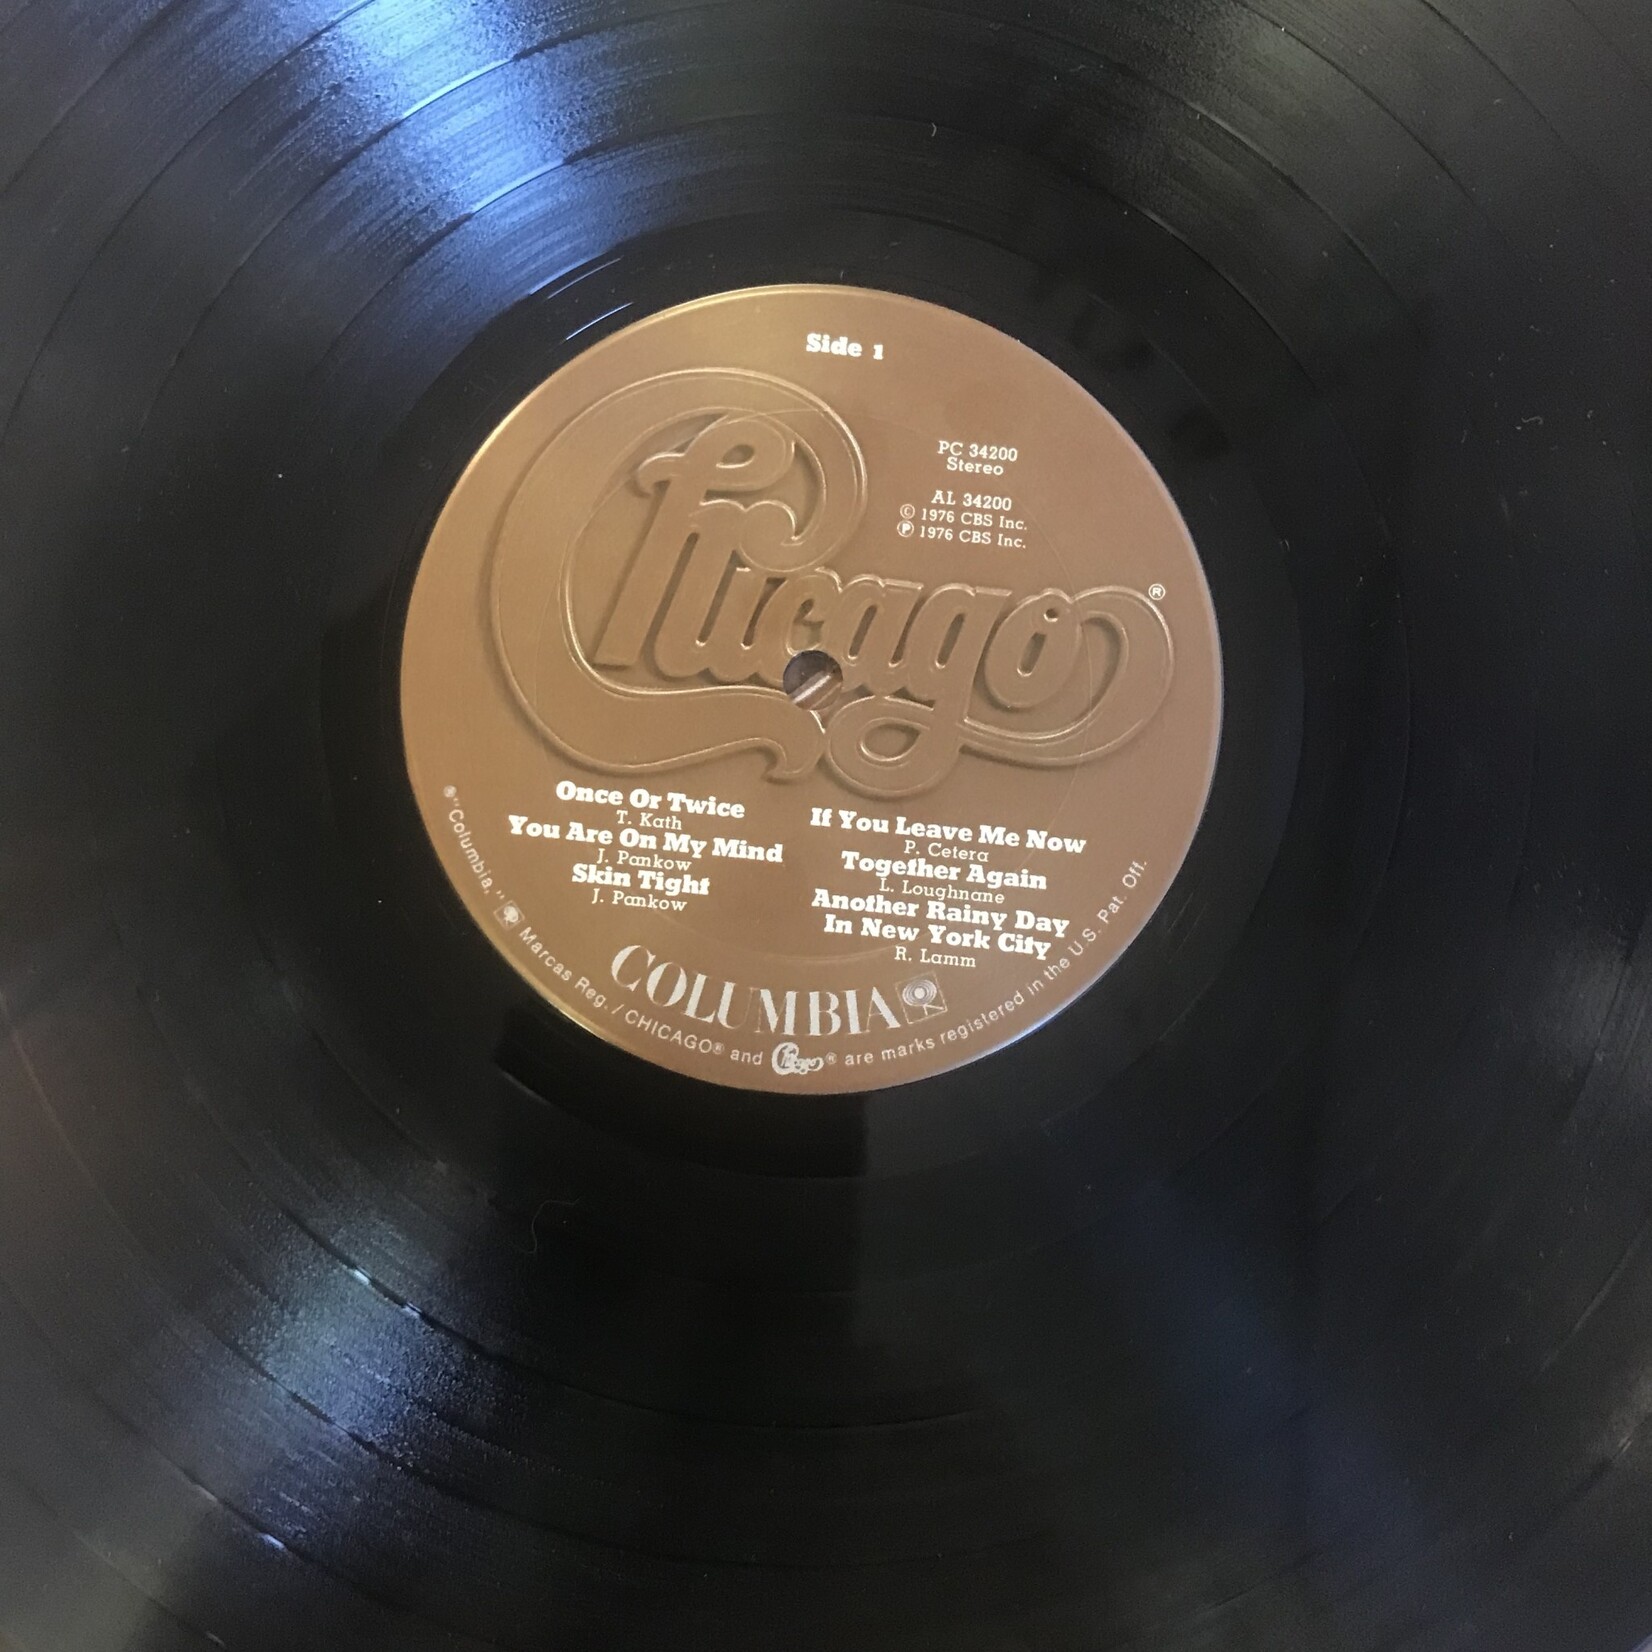 Side 1
Chicago ®
PC 34200
Stereo
AL 34200
© 1976 CBS Inc.
℗ 1976 CBS Inc.
Once Or Twice
T. Kath
You Are On My Mind
J. Pankow
Skin Tight
J. Pankow
If You Leave Me Now
P. Cetera
Together Again
L. Loughnane
Another Rainy Day
In New York City
R. Lamm
COLUMBIA
®"Columbia," Marcas Reg. / CHICAGO® and Chicago® are marks registered in the U.S. Pat. Off.